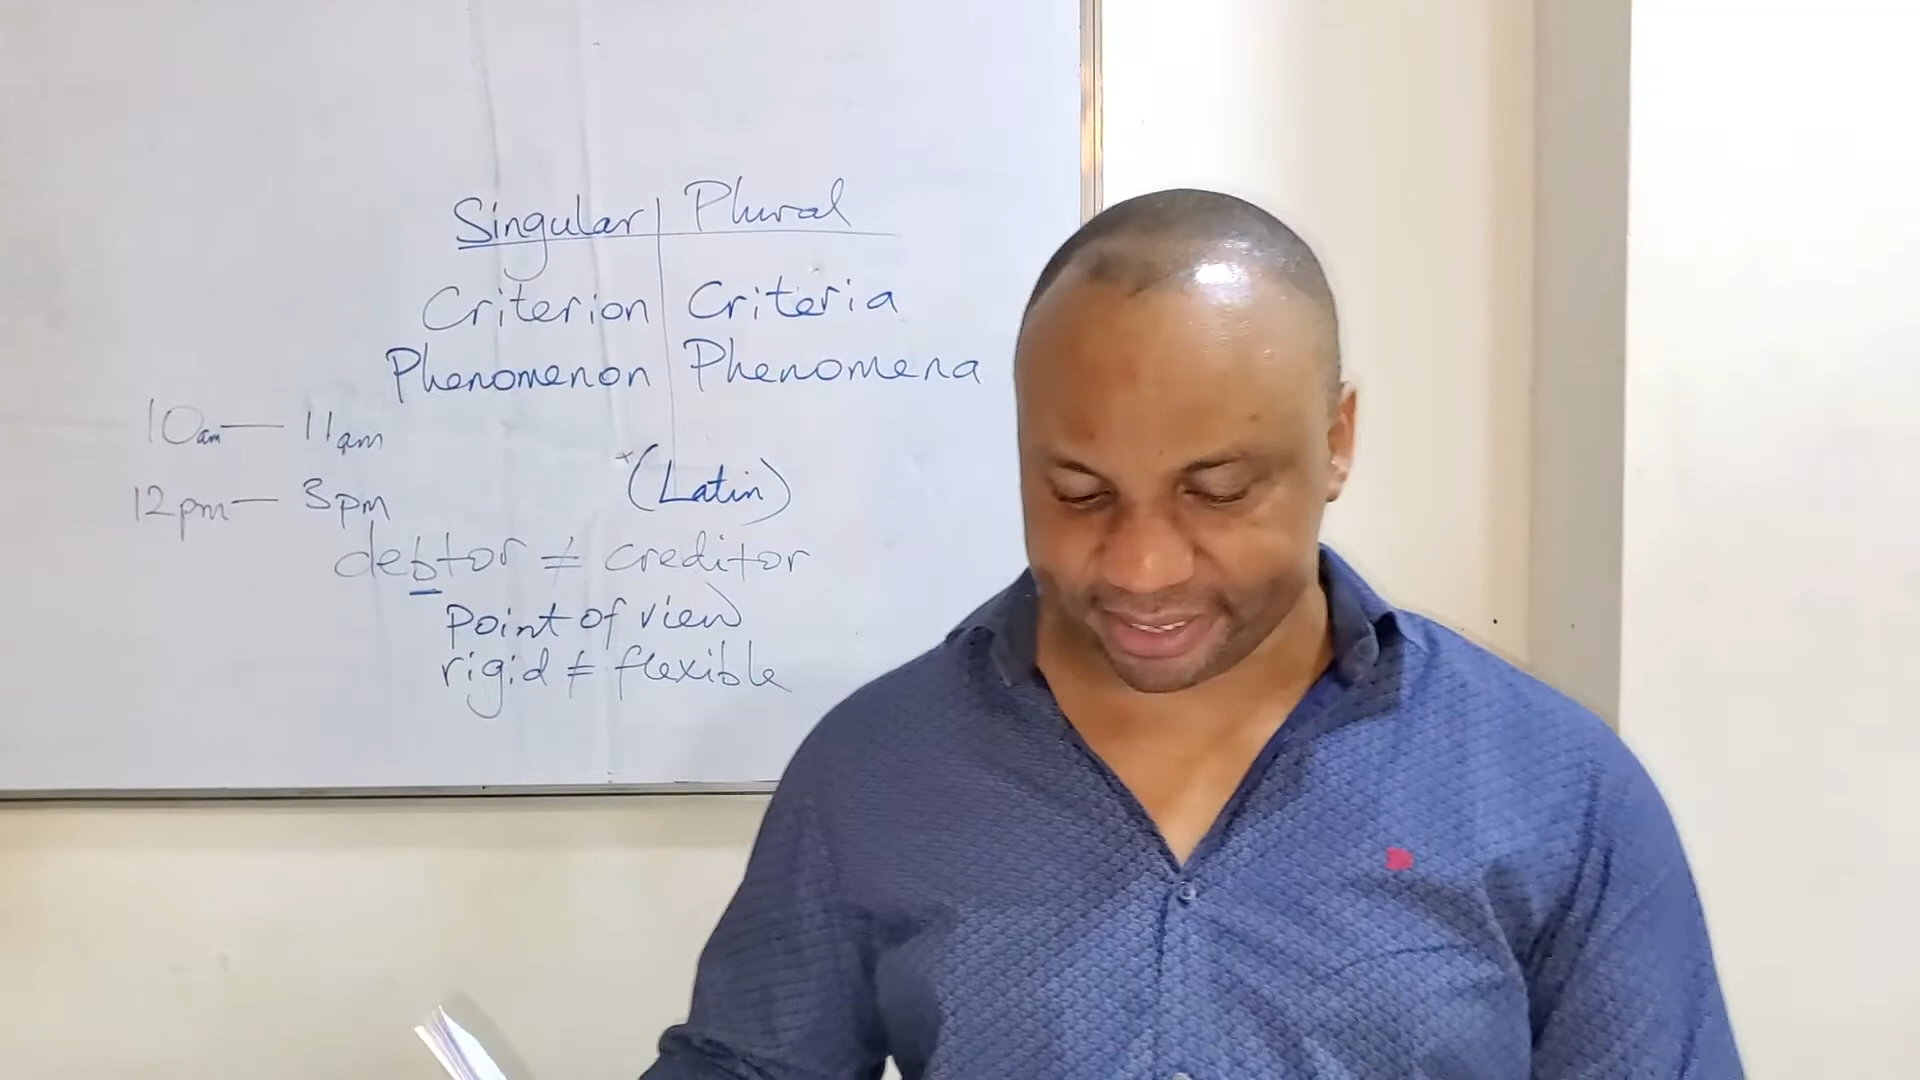 Singular | Plural
Criterion Criteria
Phenomenon Phenomena
10am — 11am
(Latin)
12pm — 3pm
debtor ≠ creditor
Point of view
rigid ≠ flexible